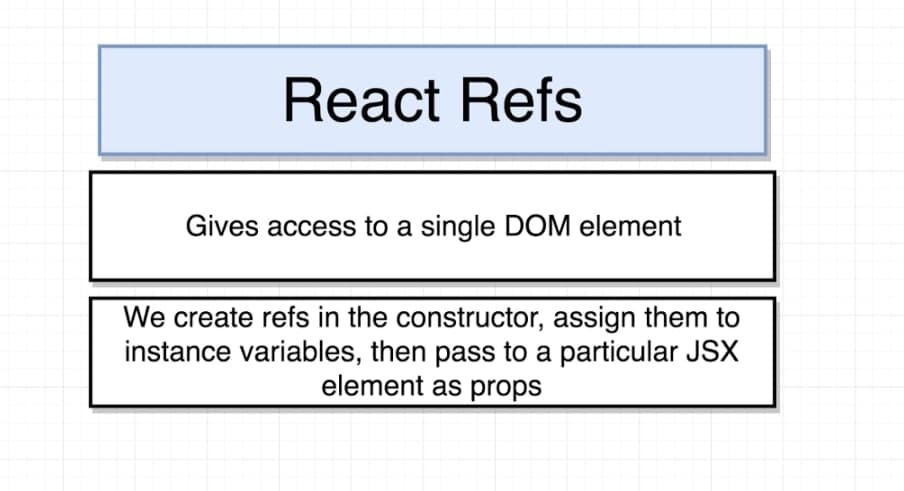 React Refs
Gives access to a single DOM element
We create refs in the constructor, assign them to
instance variables, then pass to a particular JSX
element as props